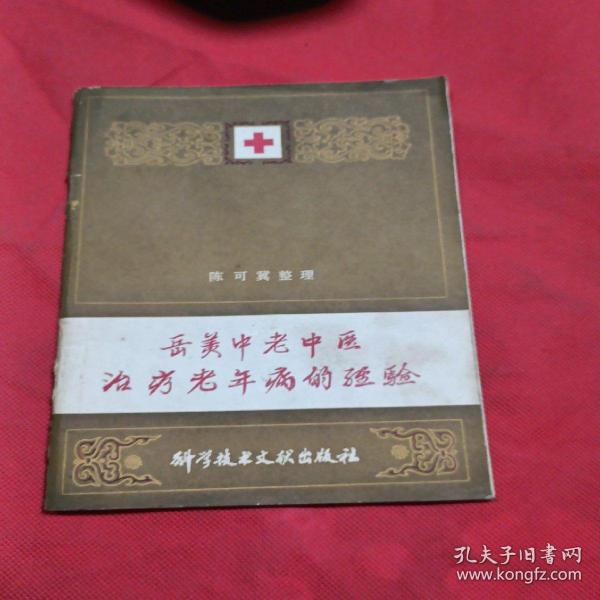 陈可冀整理
岳美中老中医
治疗老年病的经验
科学技术文献出版社
孔夫子旧书网
www.kongfz.com